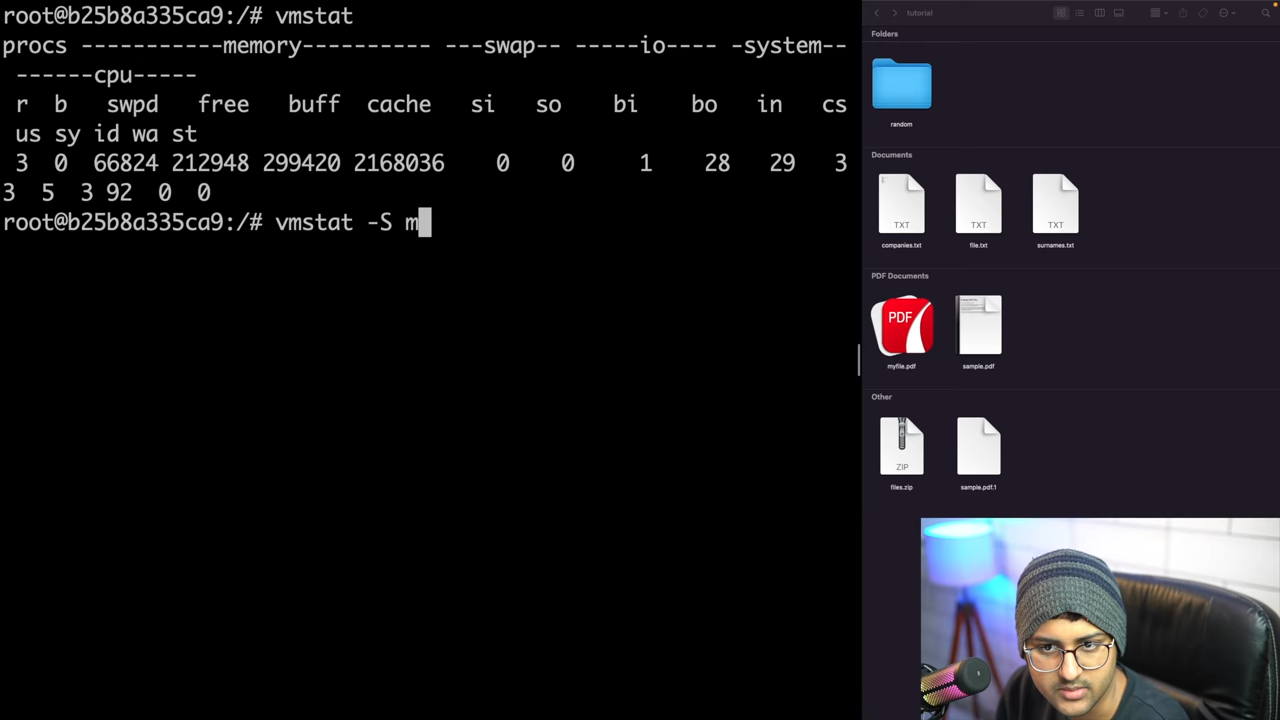 root@b25b8a335ca9:/# vmstat
procs -----------memory---------- ---swap-- -----io---- -system--
------cpu-----
r b swpd free buff cache si so bi bo in cs
us sy id wa st
3 0 66824 212948 299420 2168036 0 0 1 28 29 3
3 5 3 92 0 0
root@b25b8a335ca9:/# vmstat -S m
tutorial
Folders
random
Documents
TXT TXT TXT
companies.txt file.txt surnames.txt
PDF Documents
PDF
myfile.pdf sample.pdf
Other
ZIP
files.zip sample.pdf.1